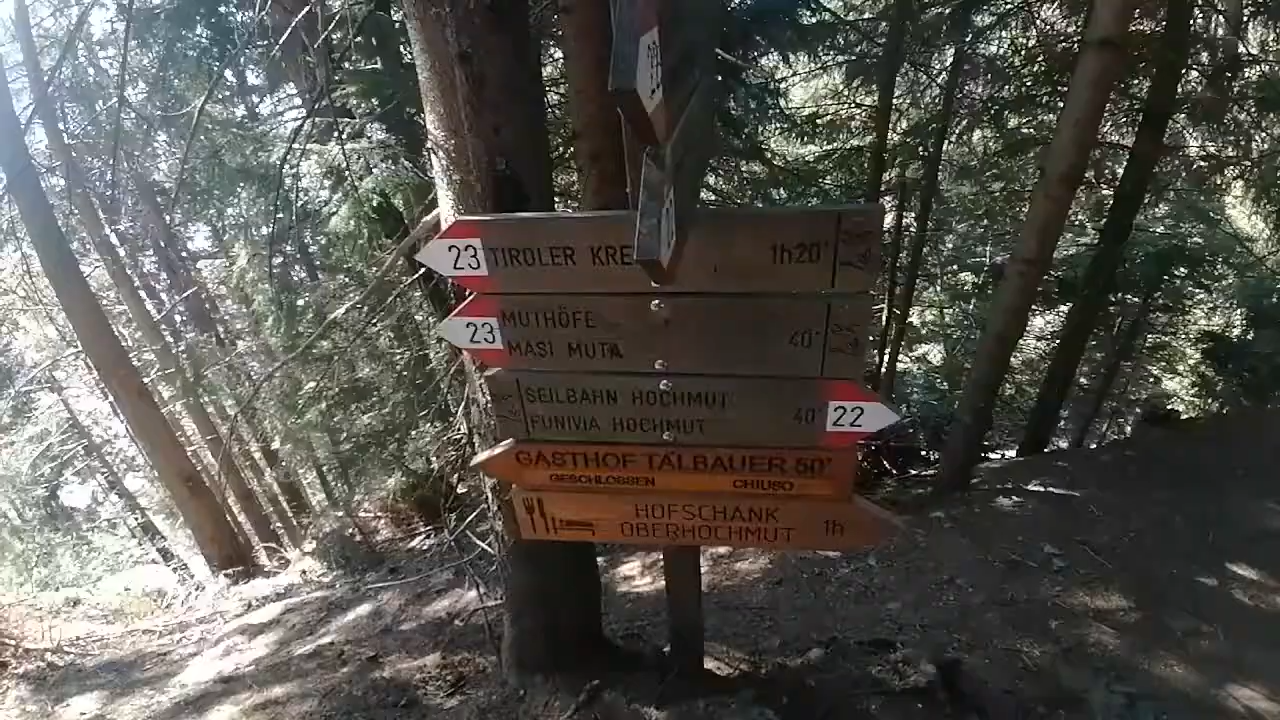 23 TIROLER KRE 1h20'
23 MUTHÖFE
MASI MUTA 40'
SEILBAHN HOCHMUT
FUNIVIA HOCHMUT 40' 22
GASTHOF TALBAUER 50'
GESCHLOSSEN CHIUSO
HOFSCHANK
OBERHOCHMUT 1h